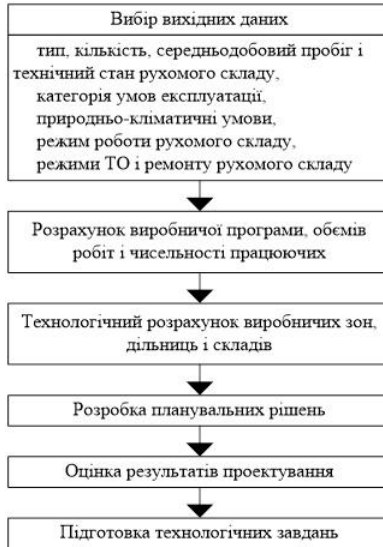 Вибір вихідних даних
тип, кількість, середньодобовий пробіг і
технічний стан рухомого складу,
категорія умов експлуатації,
природньо-кліматичні умови,
режим роботи рухомого складу,
режими ТО і ремонту рухомого складу
Розрахунок виробничої програми, обємів
робіт і чисельності працюючих
Технологічний розрахунок виробничих зон,
дільниць і складів
Розробка планувальних рішень
Оцінка результатів проектування
Підготовка технологічних завдань